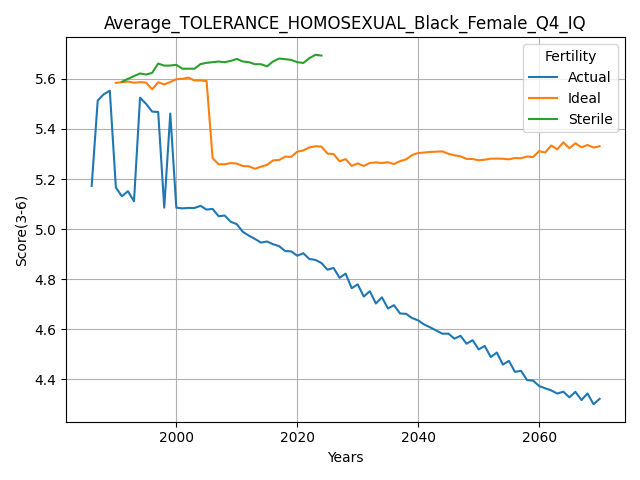 Average_TOLERANCE_HOMOSEXUAL_Black_Female_Q4_IQ
Fertility
Actual
Ideal
Sterile
Score(3-6)
5.6
5.4
5.2
5.0
4.8
4.6
4.4
2000
2020
2040
2060
Years